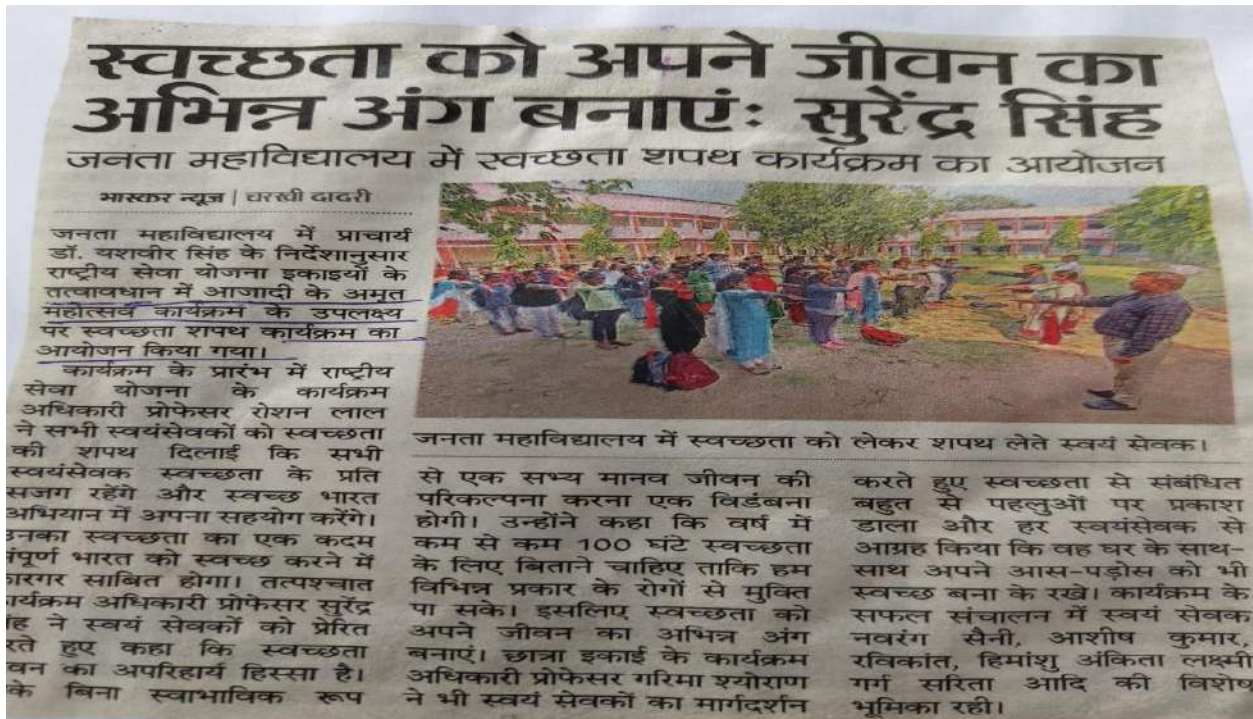 स्वच्छता को अपने जीवन का
अभिन्न अंग बनाएं: सुरेंद्र सिंह
जनता महाविद्यालय में स्वच्छता शपथ कार्यक्रम का आयोजन
भास्कर न्यूज | चरखी दादरी
जनता महाविद्यालय में प्राचार्य
डॉ. यशवीर सिंह के निर्देशानुसार
राष्ट्रीय सेवा योजना इकाइयों के
तत्वावधान में आजादी के अमृत
महोत्सव कार्यक्रम के उपलक्ष्य
पर स्वच्छता शपथ कार्यक्रम का
आयोजन किया गया।
कार्यक्रम के प्रारंभ में राष्ट्रीय
सेवा योजना के कार्यक्रम
अधिकारी प्रोफेसर रोशन लाल
ने सभी स्वयंसेवकों को स्वच्छता
की शपथ दिलाई कि सभी
स्वयंसेवक स्वच्छता के प्रति
सजग रहेंगे और स्वच्छ भारत
अभियान में अपना सहयोग करेंगे।
उनका स्वच्छता का एक कदम
संपूर्ण भारत को स्वच्छ करने में
कारगर साबित होगा। तत्पश्चात
कार्यक्रम अधिकारी प्रोफेसर सुरेंद्र
ह ने स्वयं सेवकों को प्रेरित
रते हुए कहा कि स्वच्छता
वन का अपरिहार्य हिस्सा है।
के बिना स्वाभाविक रूप
जनता महाविद्यालय में स्वच्छता को लेकर शपथ लेते स्वयं सेवक।
से एक सभ्य मानव जीवन की
परिकल्पना करना एक विडंबना
होगी। उन्होंने कहा कि वर्ष में
कम से कम 100 घंटे स्वच्छता
के लिए बिताने चाहिए ताकि हम
विभिन्न प्रकार के रोगों से मुक्ति
पा सके। इसलिए स्वच्छता को
अपने जीवन का अभिन्न अंग
बनाएं। छात्रा इकाई के कार्यक्रम
अधिकारी प्रोफेसर गरिमा श्योराण
ने भी स्वयं सेवकों का मार्गदर्शन
करते हुए स्वच्छता से संबंधित
बहुत से पहलुओं पर प्रकाश
डाला और हर स्वयंसेवक से
आग्रह किया कि वह घर के साथ-
साथ अपने आस-पड़ोस को भी
स्वच्छ बना के रखे। कार्यक्रम के
सफल संचालन में स्वयं सेवक
नवरंग सैनी, आशीष कुमार,
रविकांत, हिमांशु अंकिता लक्ष्मी
गर्ग सरिता आदि की विशेष
भूमिका रही।